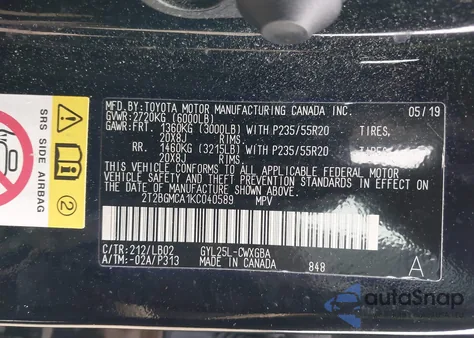 MFD.BY: TOYOTA MOTOR MANUFACTURING CANADA INC. 05/19
GVWR: 2720KG (6000LB)
GAWR: FRT. 1360KG (3000LB) WITH P235/55R20 TIRES,
20X8J RIMS
RR. 1460KG (3215LB) WITH P235/55R20 TIRES,
20X8J RIMS
THIS VEHICLE CONFORMS TO ALL APPLICABLE FEDERAL MOTOR
VEHICLE SAFETY AND THEFT PREVENTION STANDARDS IN EFFECT
ON THE DATE OF MANUFACTURE SHOWN ABOVE.
2T2BGMCA1KC040589 MPV
C/TR: 212/LB02 GYL25L-CWXGBA
A/TM: -02A/P313 MADE IN CANADA 848 A
SRS SIDE AIRBAG
2
autoSnap